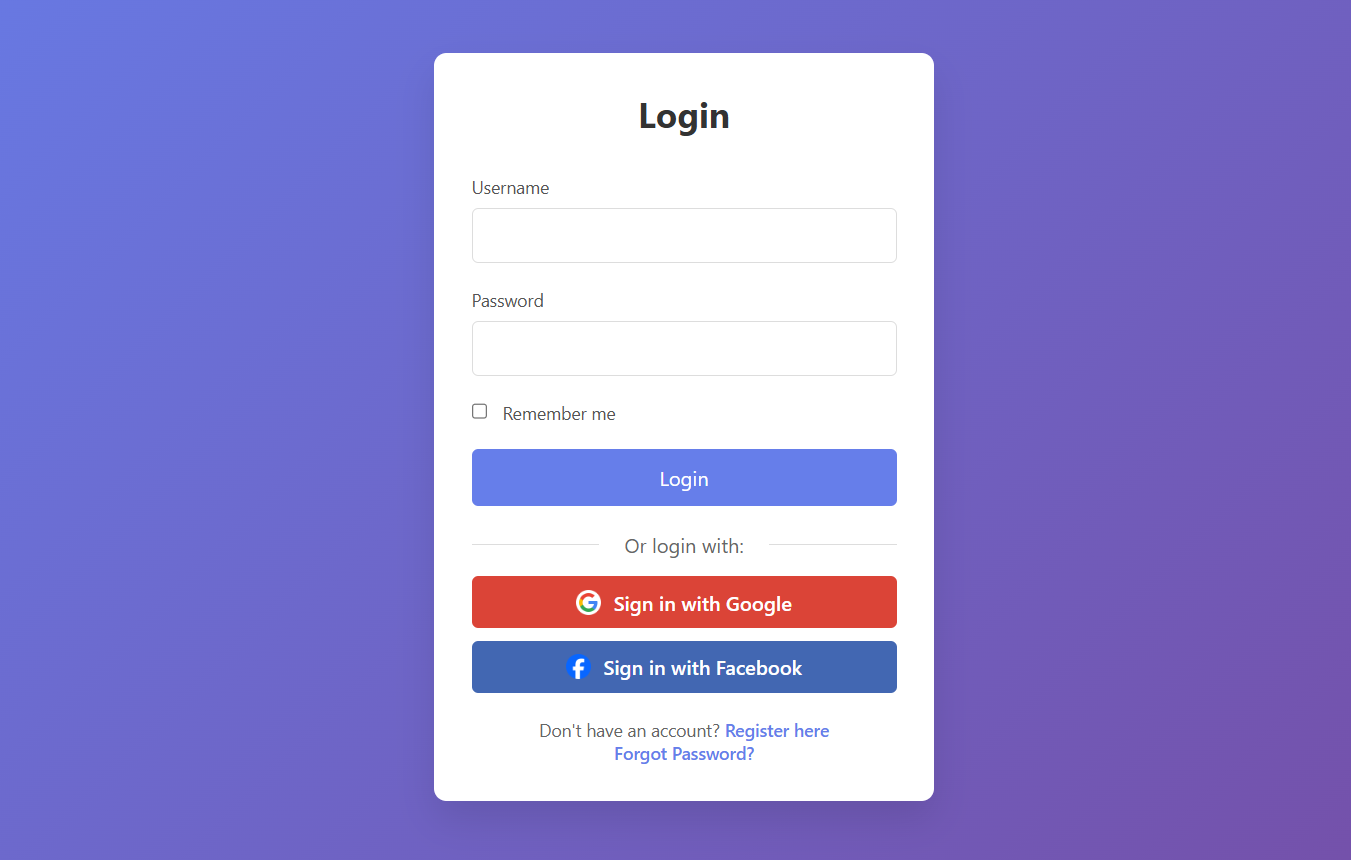 Login
Username
Password
Remember me
Login
Or login with:
Sign in with Google
Sign in with Facebook
Don't have an account? Register here
Forgot Password?